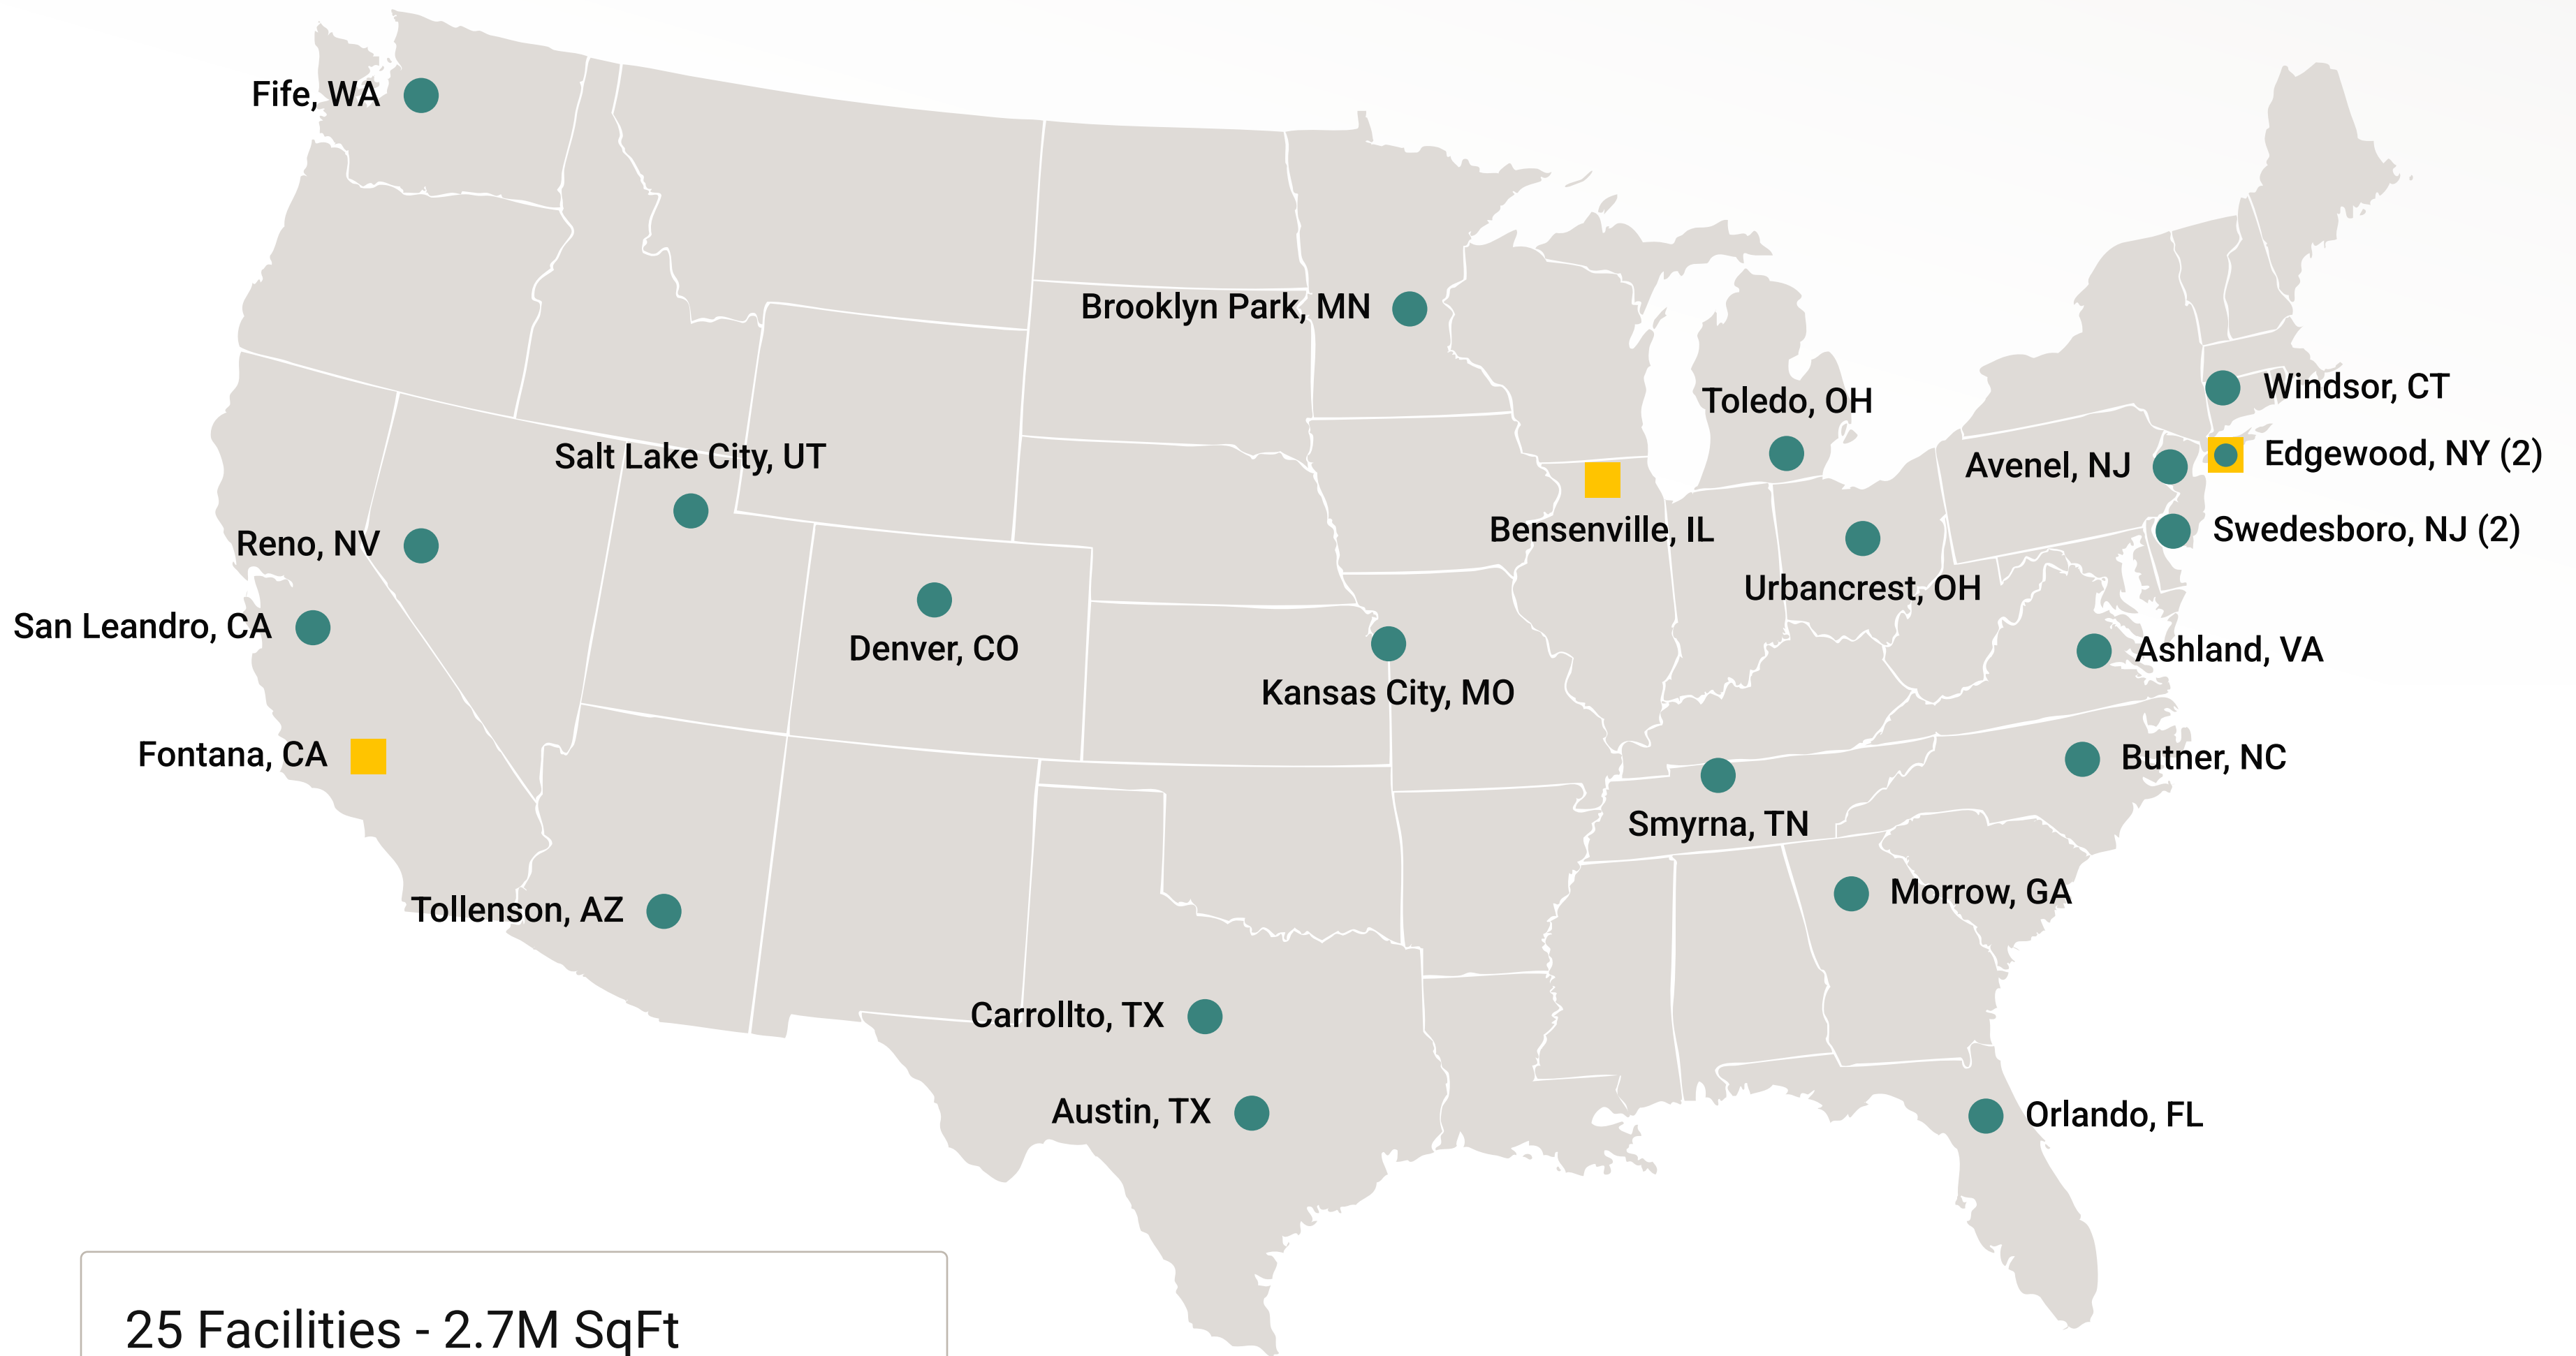 Fife, WA
Brooklyn Park, MN
Windsor, CT
Toledo, OH
Salt Lake City, UT
Edgewood, NY (2)
Avenel, NJ
Bensenville, IL
Swedesboro, NJ (2)
Reno, NV
Urbancrest, OH
San Leandro, CA
Denver, CO
Ashland, VA
Kansas City, MO
Fontana, CA
Butner, NC
Smyrna, TN
Morrow, GA
Tollenson, AZ
Carrollto, TX
Austin, TX
Orlando, FL
25 Facilities - 2.7M SqFt